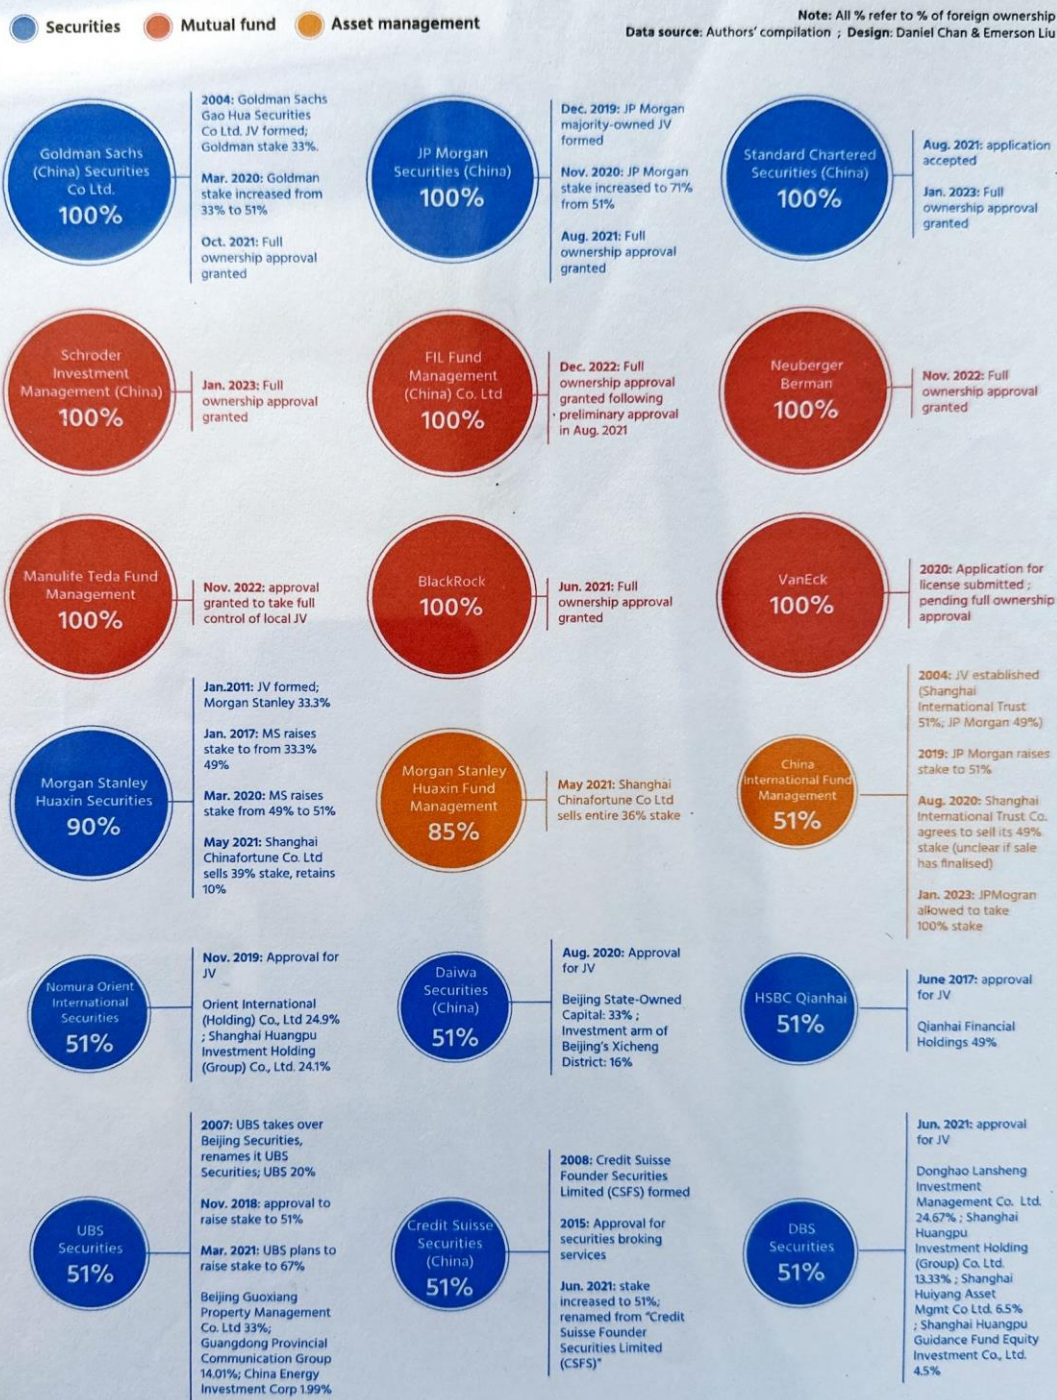 Securities
Mutual fund
Asset management
Note: All % refer to % of foreign ownership
Data source: Authors' compilation ; Design: Daniel Chan & Emerson Liu
Goldman Sachs
(China) Securities
Co Ltd.
100%
2004: Goldman Sachs
Gao Hua Securities
Co Ltd. JV formed;
Goldman stake 33%.
Mar. 2020: Goldman
stake increased from
33% to 51%
Oct. 2021: Full
ownership approval
granted
JP Morgan
Securities (China)
100%
Dec. 2019: JP Morgan
majority-owned JV
formed
Nov. 2020: JP Morgan
stake increased to 71%
from 51%
Aug. 2021: Full
ownership approval
granted
Standard Chartered
Securities (China)
100%
Aug. 2021: application
accepted
Jan. 2023: Full
ownership approval
granted
Schroder
Investment
Management (China)
100%
Jan. 2023: Full
ownership approval
granted
FIL Fund
Management
(China) Co. Ltd
100%
Dec. 2022: Full
ownership approval
granted following
preliminary approval
in Aug. 2021
Neuberger
Berman
100%
Nov. 2022: Full
ownership approval
granted
Manulife Teda Fund
Management
100%
Nov. 2022: approval
granted to take full
control of local JV
BlackRock
100%
Jun. 2021: Full
ownership approval
granted
VanEck
100%
2020: Application for
license submitted ;
pending full ownership
approval
Morgan Stanley
Huaxin Securities
90%
Jan.2011: JV formed;
Morgan Stanley 33.3%
Jan. 2017: MS raises
stake to from 33.3%
49%
Mar. 2020: MS raises
stake from 49% to 51%
May 2021: Shanghai
Chinafortune Co. Ltd
sells 39% stake, retains
10%
Morgan Stanley
Huaxin Fund
Management
85%
May 2021: Shanghai
Chinafortune Co Ltd
sells entire 36% stake
China
International Fund
Management
51%
2004: JV established
(Shanghai
International Trust
51%; JP Morgan 49%)
2019: JP Morgan raises
stake to 51%
Aug. 2020: Shanghai
International Trust Co.
agrees to sell its 49%
stake (unclear if sale
has finalised)
Jan. 2023: JPMogran
allowed to take
100% stake
Nomura Orient
International
Securities
51%
Nov. 2019: Approval for
JV
Orient International
(Holding) Co., Ltd 24.9%
; Shanghai Huangpu
Investment Holding
(Group) Co., Ltd. 24.1%
Daiwa
Securities
(China)
51%
Aug. 2020: Approval
for JV
Beijing State-Owned
Capital: 33% ;
Investment arm of
Beijing's Xicheng
District: 16%
HSBC Qianhai
51%
June 2017: approval
for JV
Qianhai Financial
Holdings 49%
UBS
Securities
51%
2007: UBS takes over
Beijing Securities,
renames it UBS
Securities; UBS 20%
Nov. 2018: approval to
raise stake to 51%
Mar. 2021: UBS plans to
raise stake to 67%
Beijing Guoxiang
Property Management
Co. Ltd 33%;
Guangdong Provincial
Communication Group
14.01%; China Energy
Investment Corp 1.99%
Credit Suisse
Securities
(China)
51%
2008: Credit Suisse
Founder Securities
Limited (CSFS) formed
2015: Approval for
securities broking
services
Jun. 2021: stake
increased to 51%;
renamed from "Credit
Suisse Founder
Securities Limited
(CSFS)"
DBS
Securities
51%
Jun. 2021: approval
for JV
Donghao Lansheng
Investment
Management Co. Ltd.
24.67% ; Shanghai
Huangpu
Investment Holding
(Group) Co. Ltd.
13.33% ; Shanghai
Huiyang Asset
Mgmt Co Ltd. 6.5%
; Shanghai Huangpu
Guidance Fund Equity
Investment Co., Ltd.
4.5%